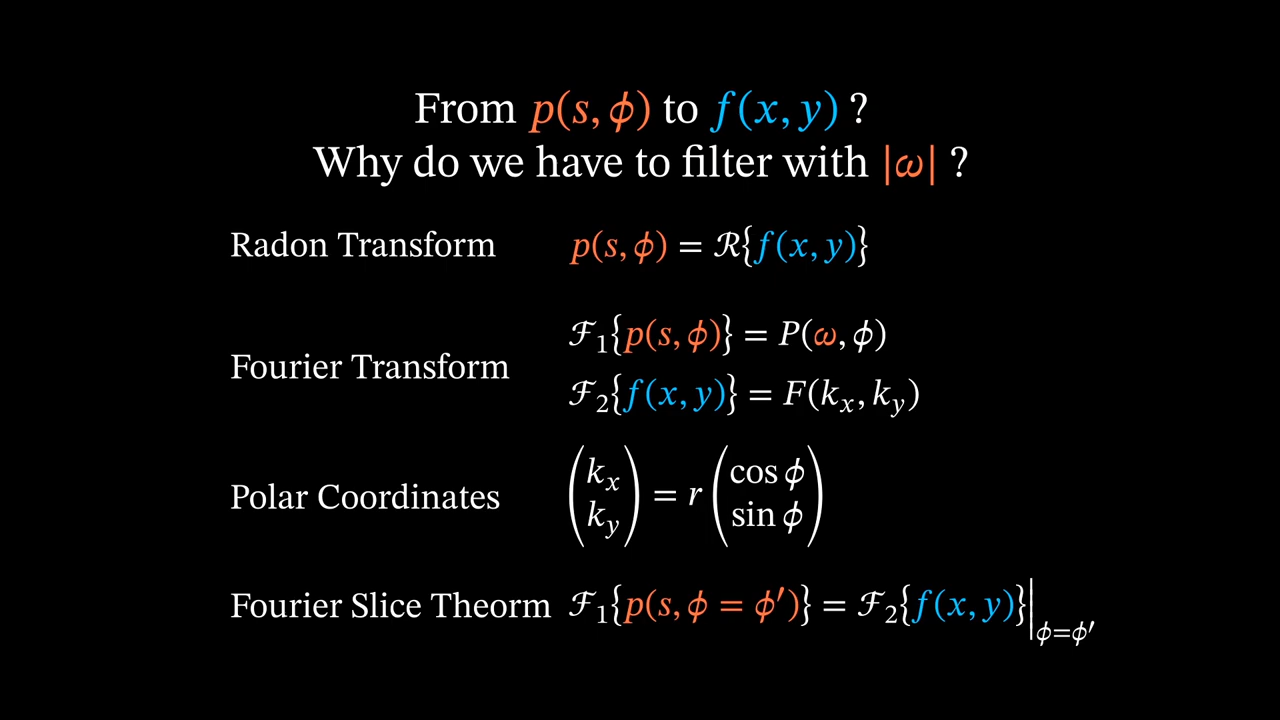 From p(s, ϕ) to f(x, y) ?
Why do we have to filter with |ω| ?
Radon Transform p(s, ϕ) = ℛ{f(x, y)}
Fourier Transform
ℱ₁{p(s, ϕ)} = P(ω, ϕ)
ℱ₂{f(x, y)} = F(kₓ, k_y)
Polar Coordinates (kₓ k_y) = r (cos ϕ sin ϕ)
Fourier Slice Theorm ℱ₁{p(s, ϕ = ϕ′)} = ℱ₂{f(x, y)}|ϕ=ϕ′